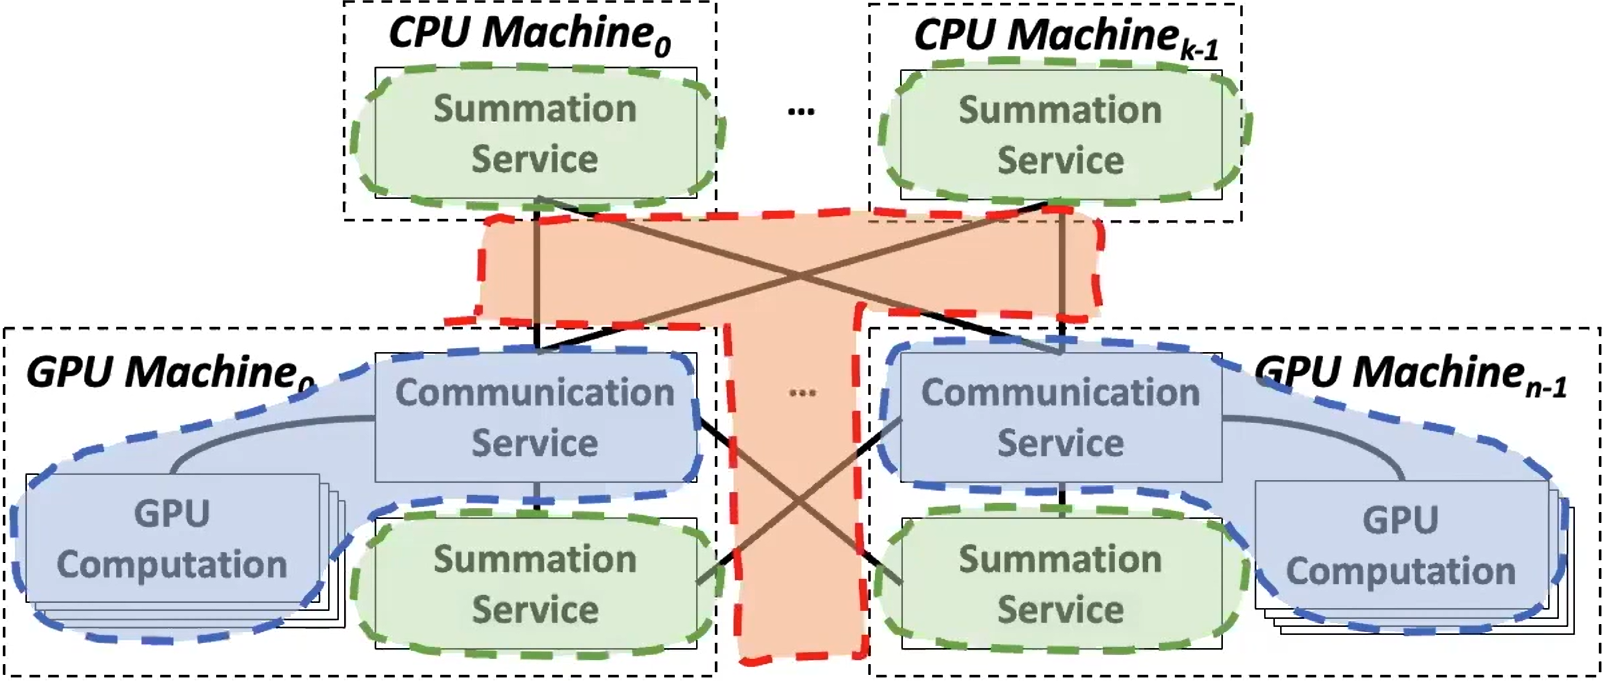 CPU Machine0
CPU Machinek-1
Summation
Service
...
Summation
Service
GPU Machine0
GPU Machinen-1
Communication
Service
...
Communication
Service
GPU
Computation
Summation
Service
Summation
Service
GPU
Computation